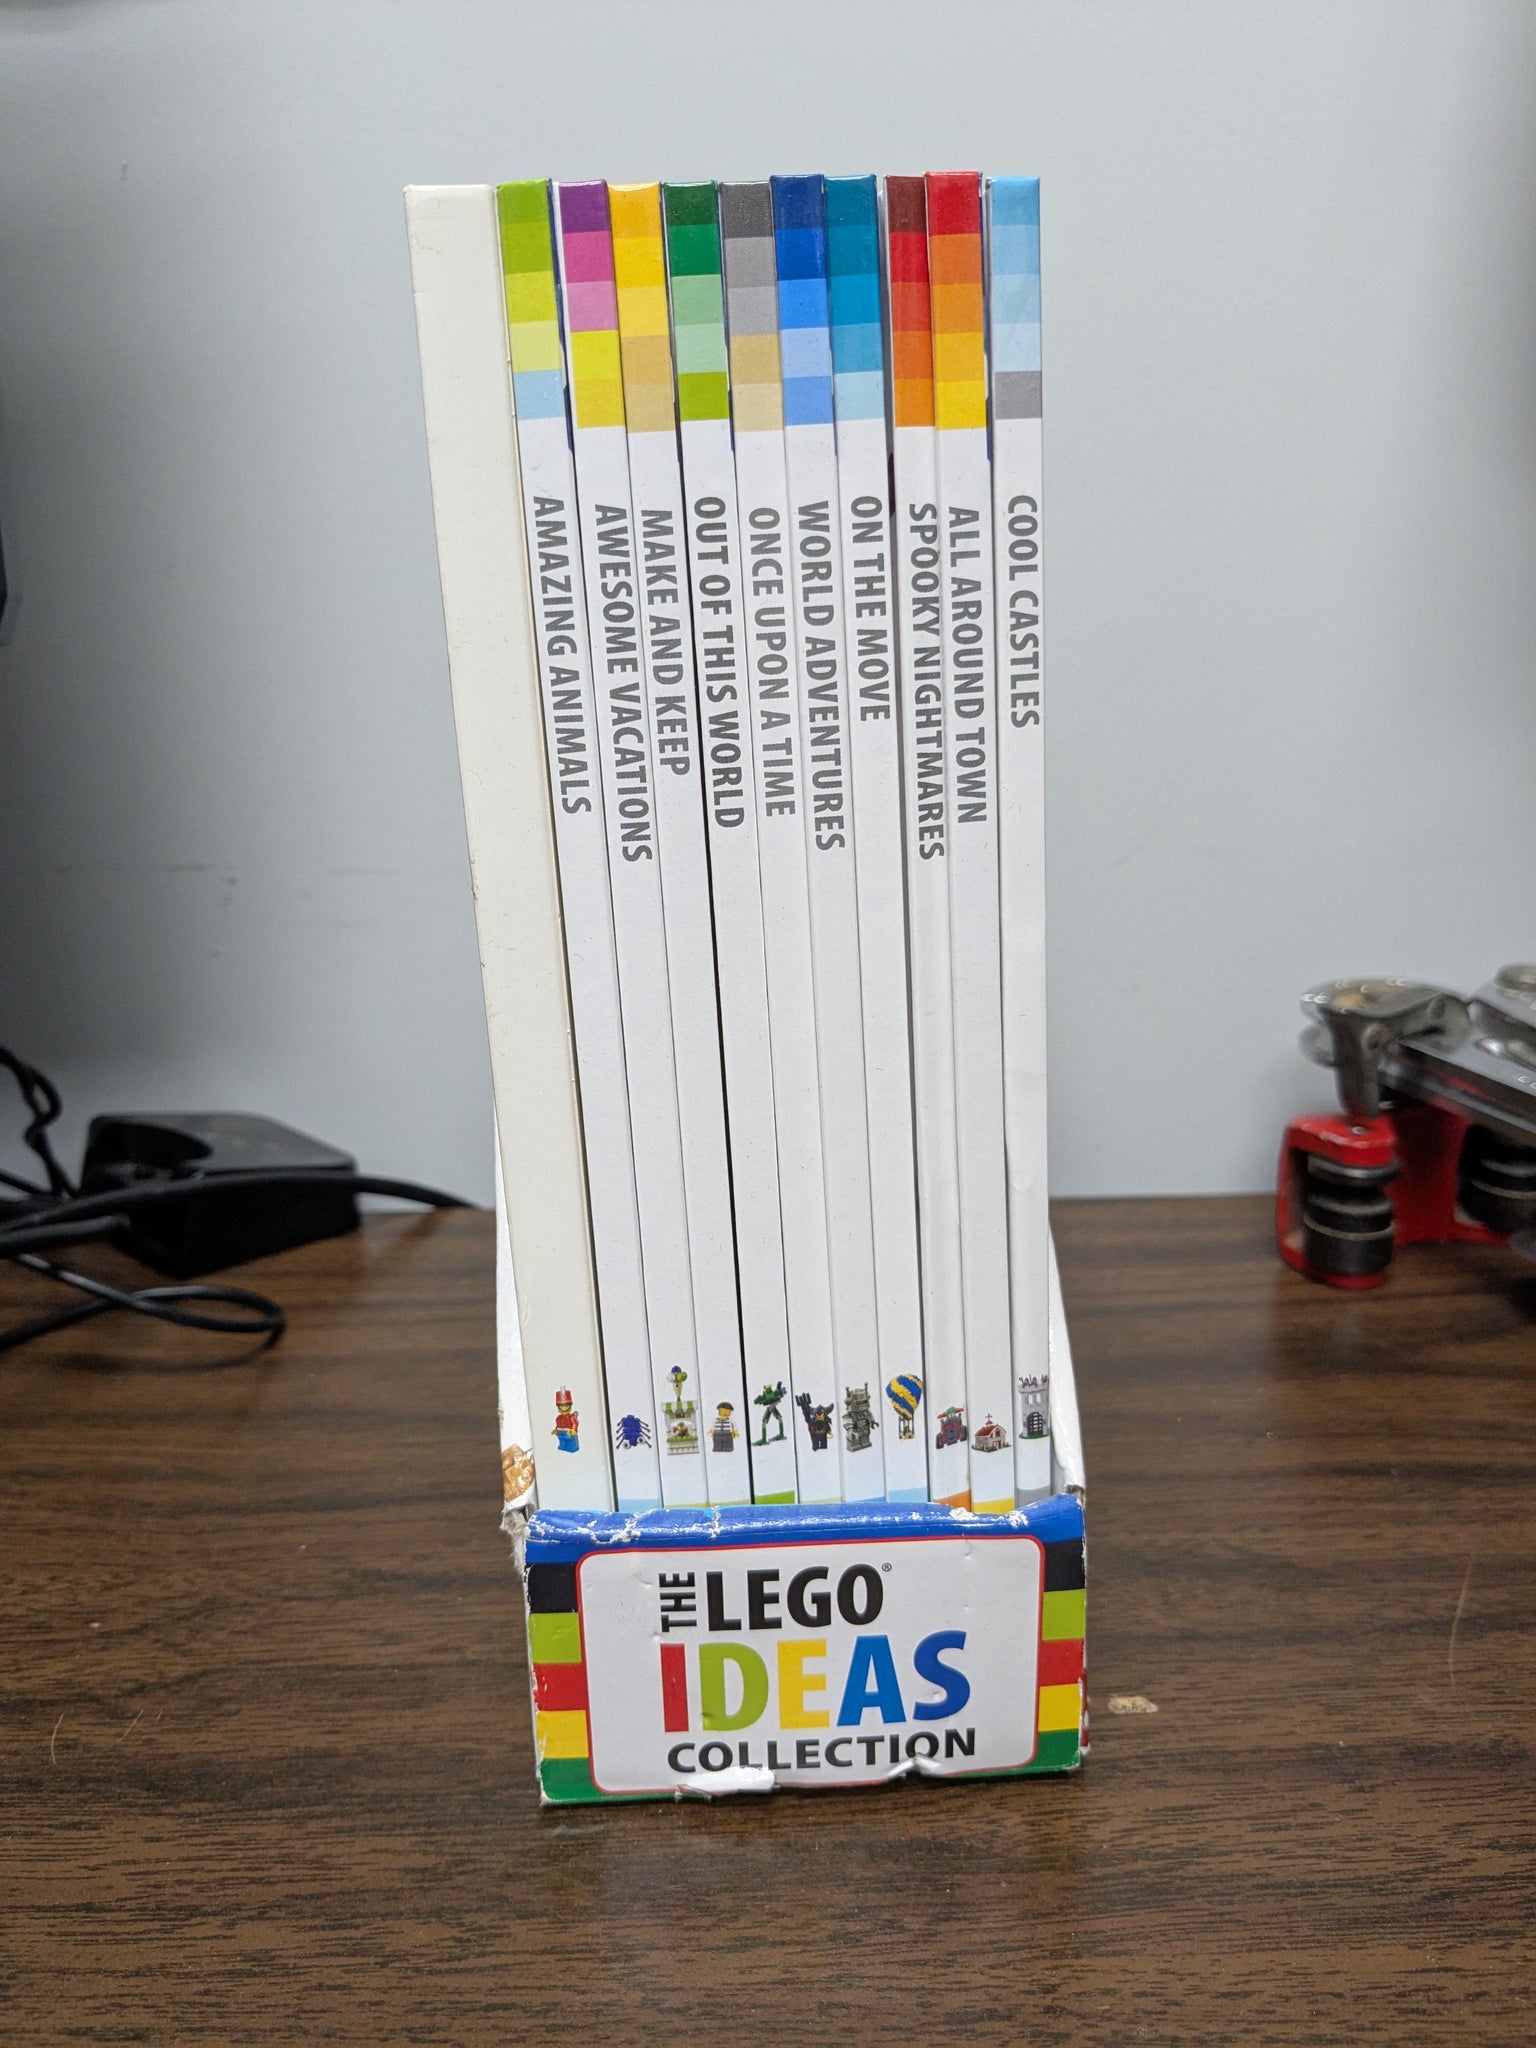 AMAZING ANIMALS
AWESOME VACATIONS
MAKE AND KEEP
OUT OF THIS WORLD
ONCE UPON A TIME
WORLD ADVENTURES
ON THE MOVE
SPOOKY NIGHTMARES
ALL AROUND TOWN
COOL CASTLES
THE LEGO®
IDEAS
COLLECTION